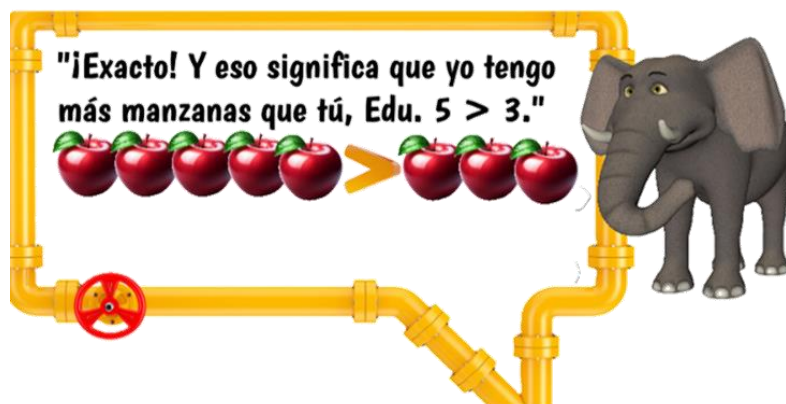 "¡Exacto! Y eso significa que yo tengo
más manzanas que tú, Edu. 5 > 3."
>